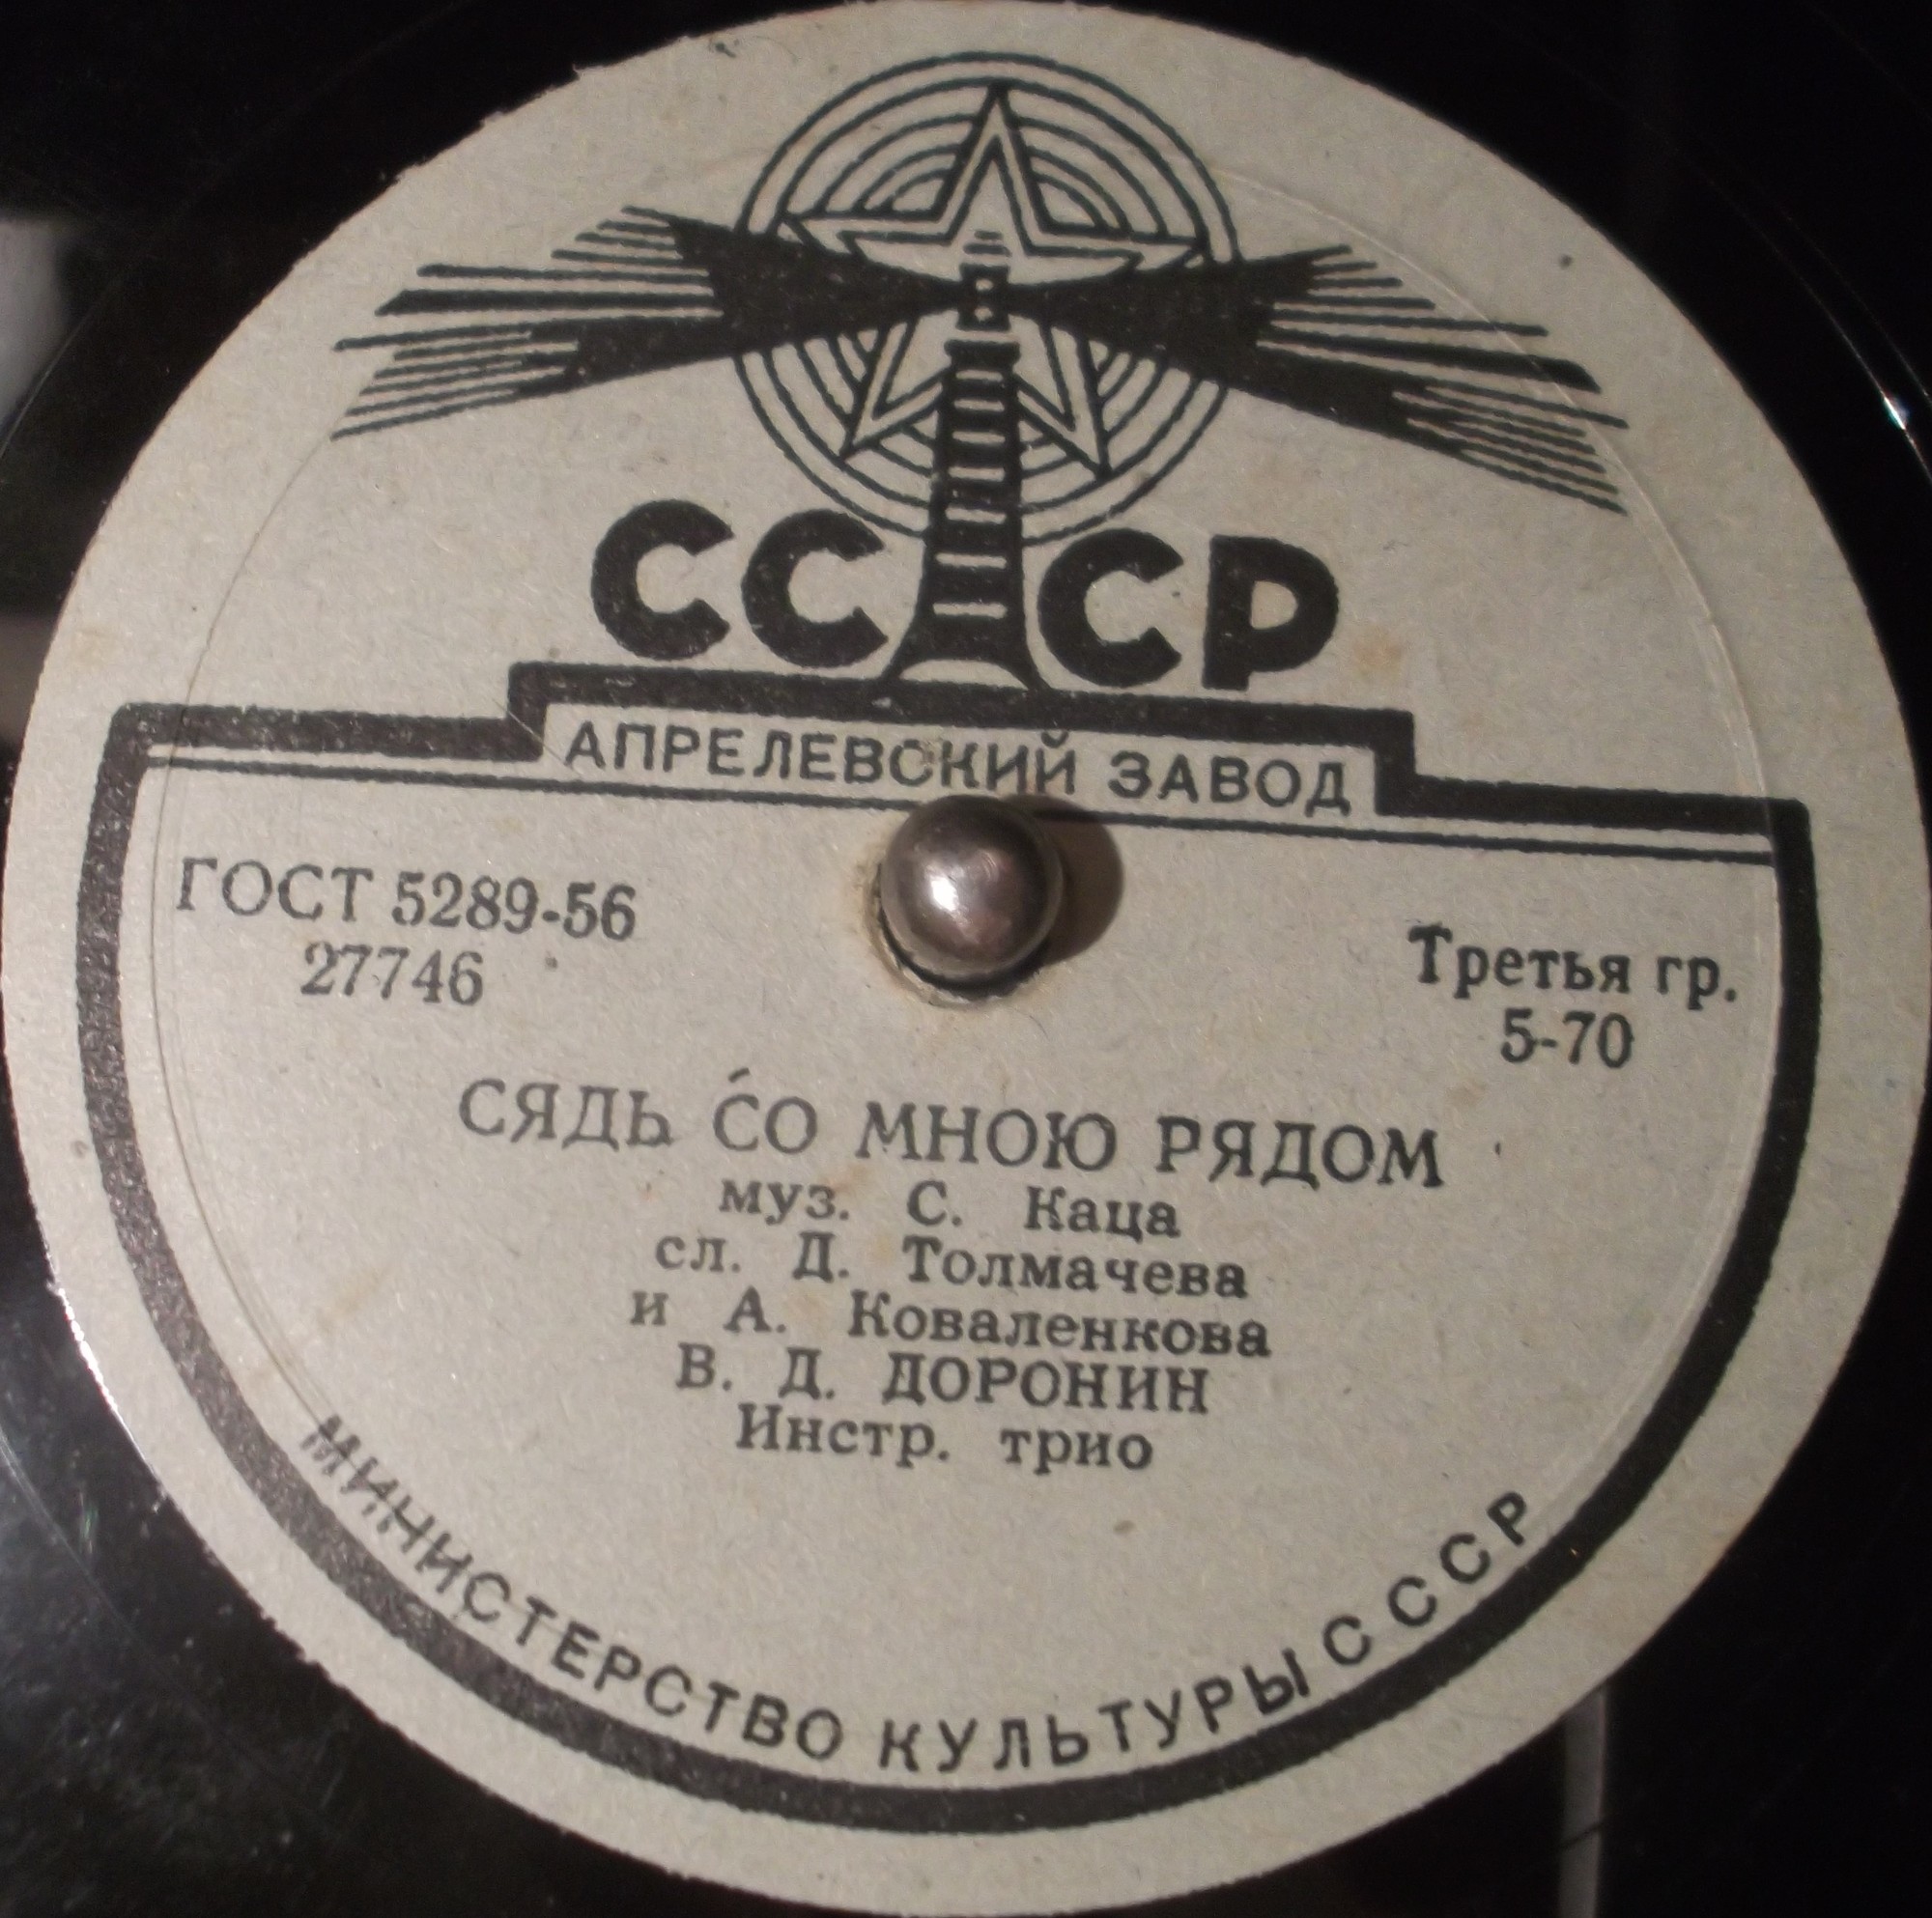 СССР
АПРЕЛЕВСКИЙ ЗАВОД
ГОСТ 5289-56
27746
Третья гр.
5-70
СЯДЬ СО МНОЮ РЯДОМ
муз. С. Каца
сл. Д. Толмачева
и А. Коваленкова
В. Д. ДОРОНИН
Инстр. трио
МИНИСТЕРСТВО КУЛЬТУРЫ СССР